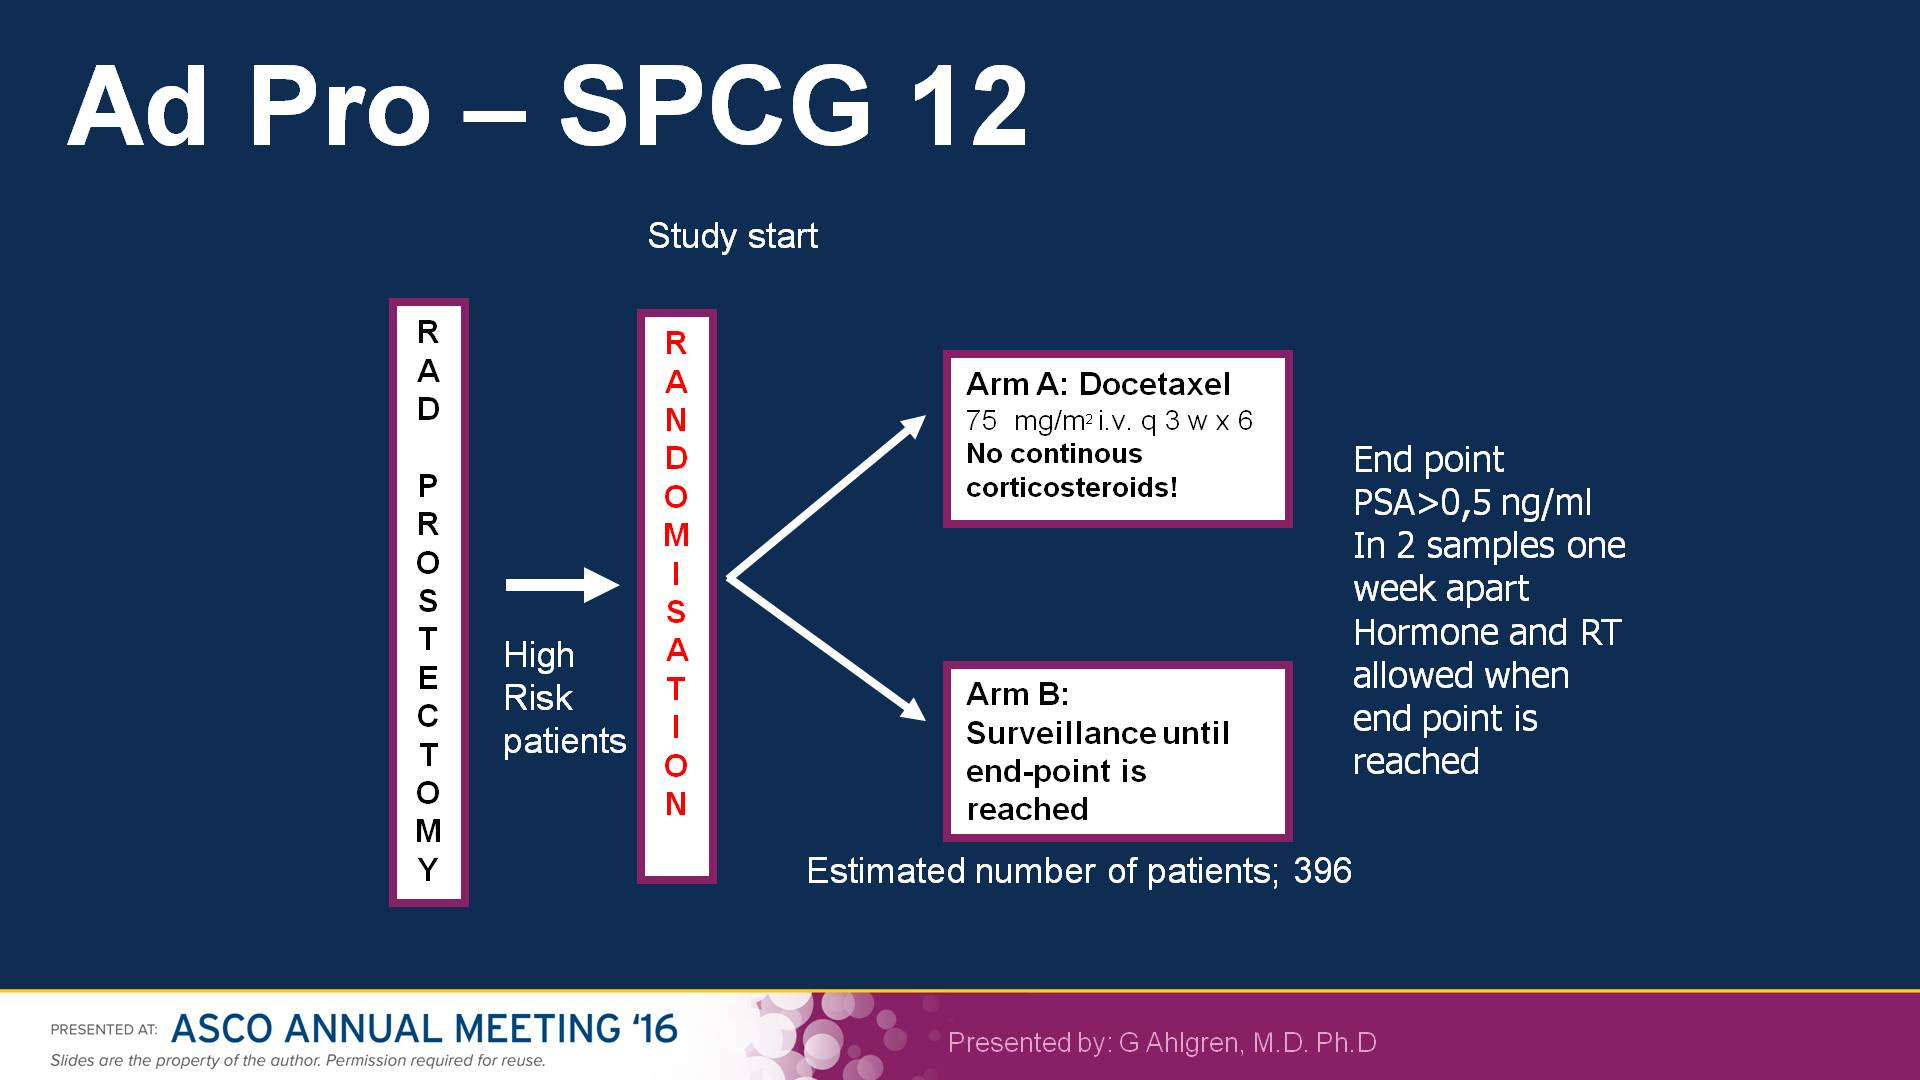 Ad Pro – SPCG 12
Study start
RAD PROSTECTOMY
High
Risk
patients
RANDOMISATION
Arm A: Docetaxel
75 mg/m² i.v. q 3 w x 6
No continous
corticosteroids!
Arm B:
Surveillance until
end-point is
reached
End point
PSA>0,5 ng/ml
In 2 samples one
week apart
Hormone and RT
allowed when
end point is
reached
Estimated number of patients; 396
PRESENTED AT: ASCO ANNUAL MEETING ‘16
Slides are the property of the author. Permission required for reuse.
Presented by: G Ahlgren, M.D. Ph.D